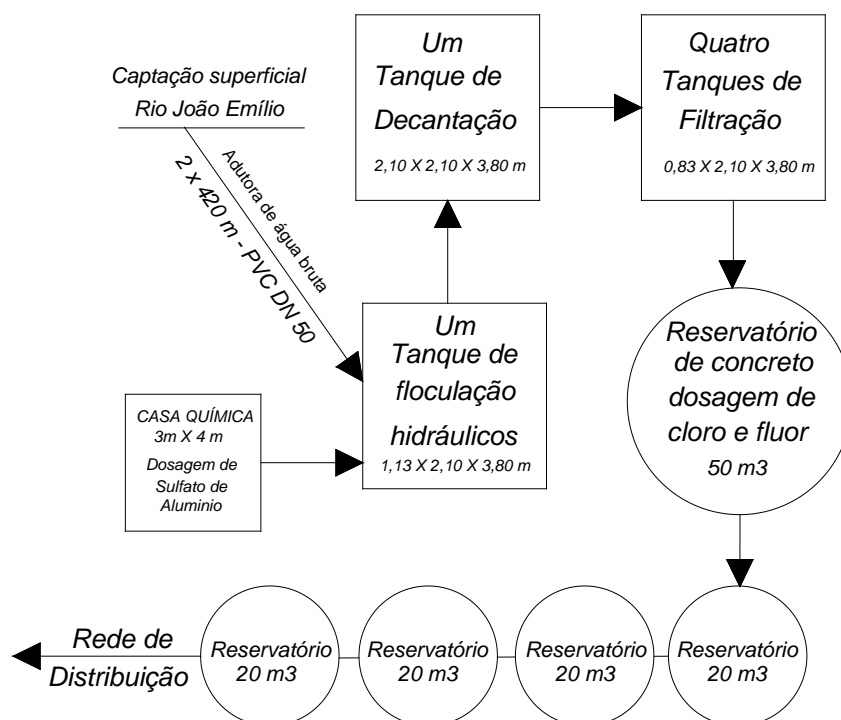 Captação superficial
Rio João Emílio
Adutora de água bruta
2 x 420 m - PVC DN 50
CASA QUÍMICA
3m X 4 m
Dosagem de
Sulfato de
Aluminio
Um
Tanque de
floculação
hidráulicos
1,13 X 2,10 X 3,80 m
Um
Tanque de
Decantação
2,10 X 2,10 X 3,80 m
Quatro
Tanques de
Filtração
0,83 X 2,10 X 3,80 m
Reservatório
de concreto
dosagem de
cloro e fluor
50 m3
Reservatório
20 m3
Reservatório
20 m3
Reservatório
20 m3
Reservatório
20 m3
Rede de
Distribuição